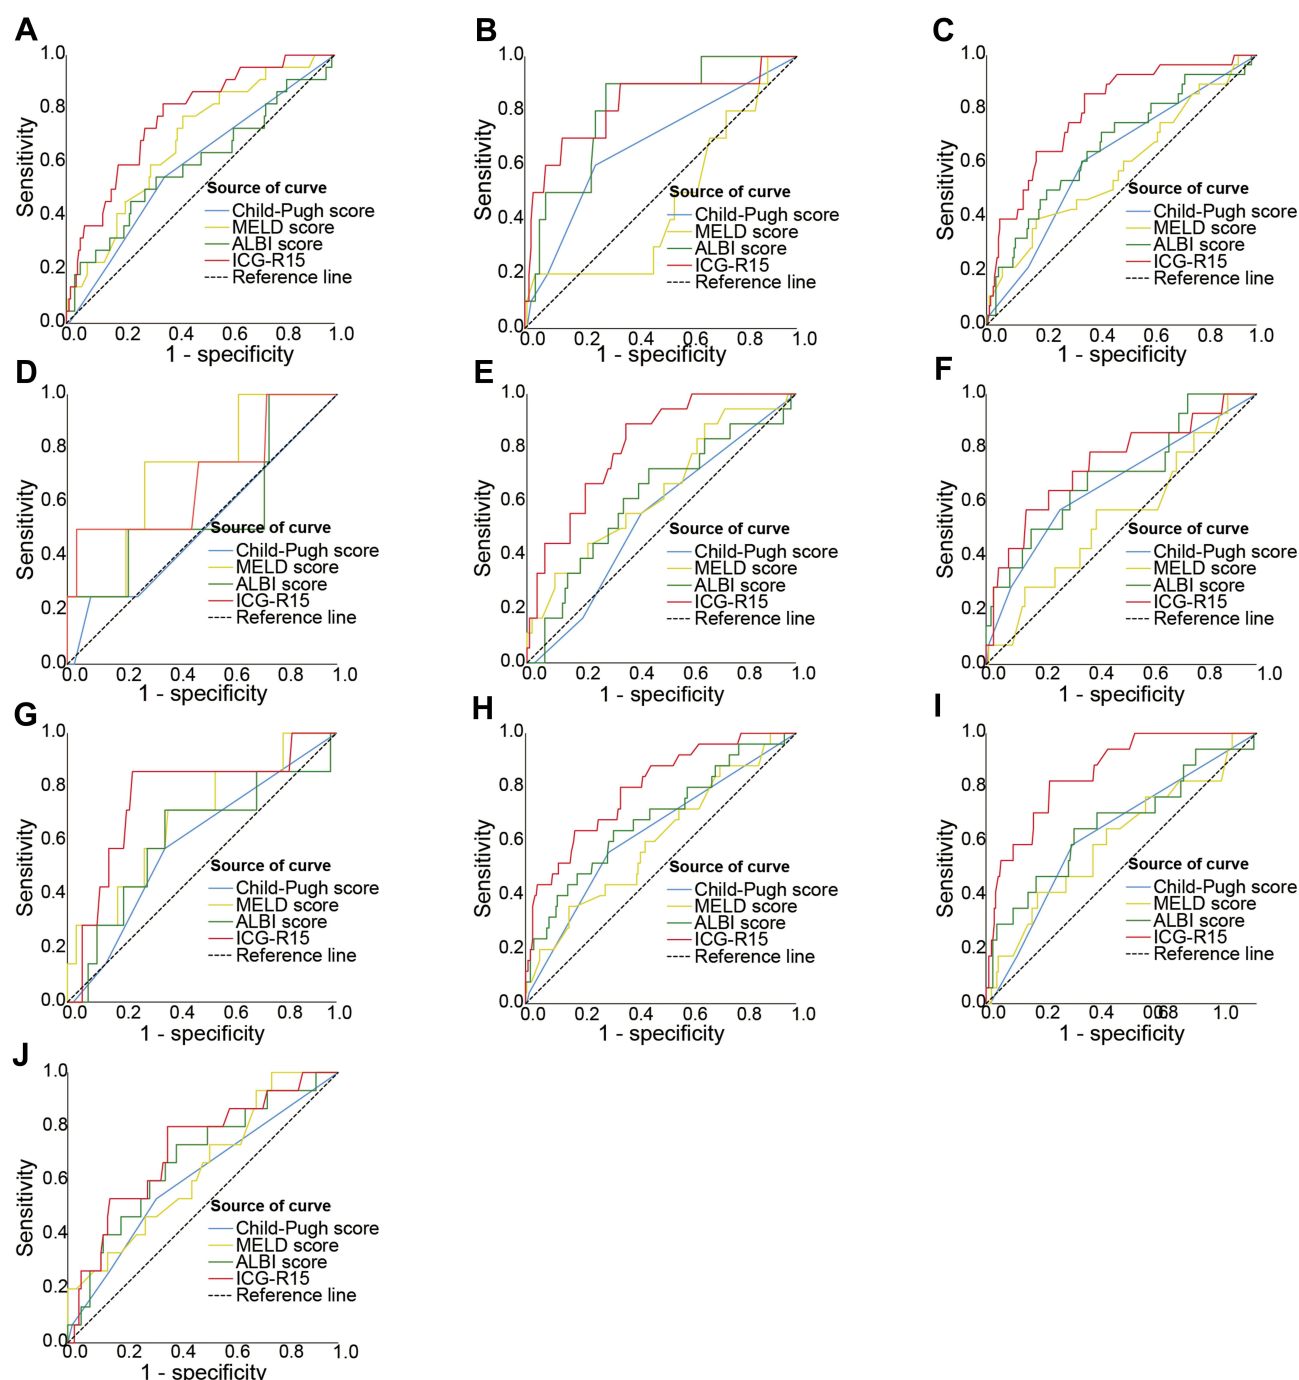 A
1.0
0.8
0.6
0.4
0.2
0.0
Sensitivity
Source of curve
Child-Pugh score
MELD score
ALBI score
ICG-R15
Reference line
0.0 0.2 0.4 0.6 0.8 1.0
1 - specificity
B
1.0
0.8
0.6
0.4
0.2
0.0
Sensitivity
Source of curve
Child-Pugh score
MELD score
ALBI score
ICG-R15
Reference line
0.0 0.2 0.4 0.6 0.8 1.0
1 - specificity
C
1.0
0.8
0.6
0.4
0.2
0.0
Sensitivity
Source of curve
Child-Pugh score
MELD score
ALBI score
ICG-R15
Reference line
0.0 0.2 0.4 0.6 0.8 1.0
1 - specificity
D
1.0
0.8
0.6
0.4
0.2
0.0
Sensitivity
Source of curve
Child-Pugh score
MELD score
ALBI score
ICG-R15
Reference line
0.0 0.2 0.4 0.6 0.8 1.0
1 - specificity
E
1.0
0.8
0.6
0.4
0.2
0.0
Sensitivity
Source of curve
Child-Pugh score
MELD score
ALBI score
ICG-R15
Reference line
0.0 0.2 0.4 0.6 0.8 1.0
1 - specificity
F
1.0
0.8
0.6
0.4
0.2
0.0
Sensitivity
Source of curve
Child-Pugh score
MELD score
ALBI score
ICG-R15
Reference line
0.0 0.2 0.4 0.6 0.8 1.0
1 - specificity
G
1.0
0.8
0.6
0.4
0.2
0.0
Sensitivity
Source of curve
Child-Pugh score
MELD score
ALBI score
ICG-R15
Reference line
0.0 0.2 0.4 0.6 0.8 1.0
1 - specificity
H
1.0
0.8
0.6
0.4
0.2
0.0
Sensitivity
Source of curve
Child-Pugh score
MELD score
ALBI score
ICG-R15
Reference line
0.0 0.2 0.4 0.6 0.8 1.0
1 - specificity
I
1.0
0.8
0.6
0.4
0.2
0.0
Sensitivity
Source of curve
Child-Pugh score
MELD score
ALBI score
ICG-R15
Reference line
0.0 0.2 0.4 0.6 0.8 1.0
1 - specificity
J
1.0
0.8
0.6
0.4
0.2
0.0
Sensitivity
Source of curve
Child-Pugh score
MELD score
ALBI score
ICG-R15
Reference line
0.0 0.2 0.4 0.6 0.8 1.0
1 - specificity